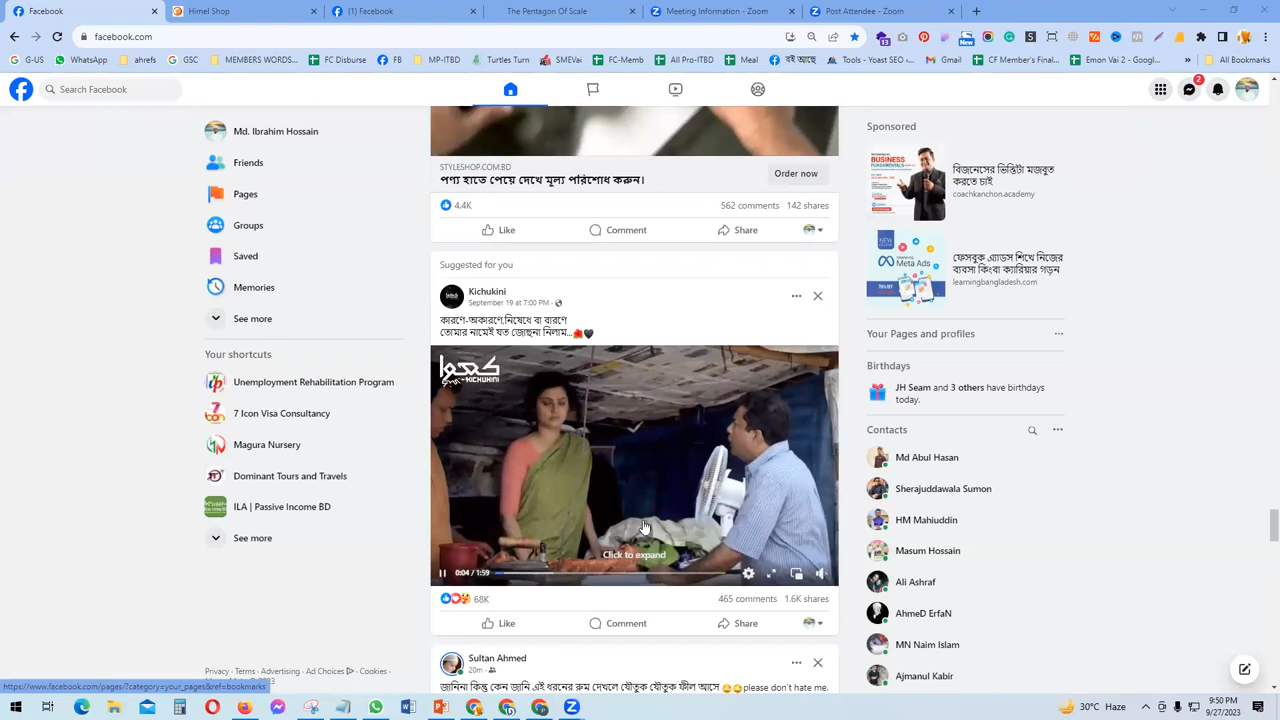 (1) Facebook
Himel Shop
(1) Facebook
The Pentagon Of Scale
Meeting Information - Zoom
Post Attendee - Zoom
facebook.com
G-US
WhatsApp
ahrefs
GSC
MEMBERS WORDS...
FC Disburse
FB
MP-ITBD
Turtles Turn
SMEVai
FC-Memb
All Pro-ITBD
Meal
বই আছে
Tools - Yoast SEO -...
Gmail
CF Member's Final...
Emon Vai 2 - Googl...
All Bookmarks
Search Facebook
2
Md. Ibrahim Hossain
Friends
Pages
Groups
Saved
Memories
See more
Your shortcuts
Unemployment Rehabilitation Program
7 Icon Visa Consultancy
Magura Nursery
Dominant Tours and Travels
ILA | Passive Income BD
See more
Privacy · Terms · Advertising · Ad Choices · Cookies ·
https://www.facebook.com/pages/?category=your_pages&ref=bookmarks
STYLESHOP.COM.BD
পণ্য হাতে পেয়ে দেখে মূল্য পরিশোধ করুন।
Order now
4.4K
562 comments 142 shares
Like
Comment
Share
Suggested for you
Kichukini
September 19 at 7:00 PM ·
কারণে-অকারণে,নিষেধে বা বারণে
তোমার নামেই যত জোছনা নিলাম...
KICHUKINI
Click to expand
0:04 / 1:59
68K
465 comments 1.6K shares
Like
Comment
Share
Sultan Ahmed
20m ·
জানিনা কিন্তু কেন জানি এই ধরনের রুম দেখলে যৌতুক যৌতুক ফীল আসে please don't hate me.
Sponsored
BUSINESS
FUNDAMENTALS
বিজনেসের ভিত্তিটা মজবুত
করতে চাই
coachkanchon.academy
NEW
Meta Ads
ফেসবুক এ্যাডস শিখে নিজের
ব্যবসা কিংবা ক্যারিয়ার গড়ন
learningbangladesh.com
Your Pages and profiles
Birthdays
JH Seam and 3 others have birthdays
today.
Contacts
Md Abul Hasan
Sherajuddawala Sumon
HM Mahiuddin
Masum Hossain
Ali Ashraf
AhmeD ErfaN
MN Naim Islam
Ajmanul Kabir
30°C Haze
9:50 PM
9/27/2023